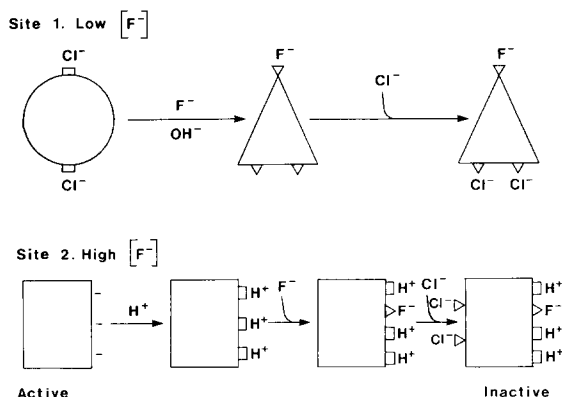 Site 1. Low [F⁻]
Cl⁻
F⁻
OH⁻
Cl⁻
F⁻
Cl⁻
F⁻
Cl⁻ Cl⁻
Site 2. High [F⁻]
H⁺
H⁺
H⁺
H⁺
F⁻
H⁺
F⁻
H⁺
H⁺
Cl⁻
Cl⁻
Cl⁻
H⁺
F⁻
H⁺
H⁺
Active
Inactive